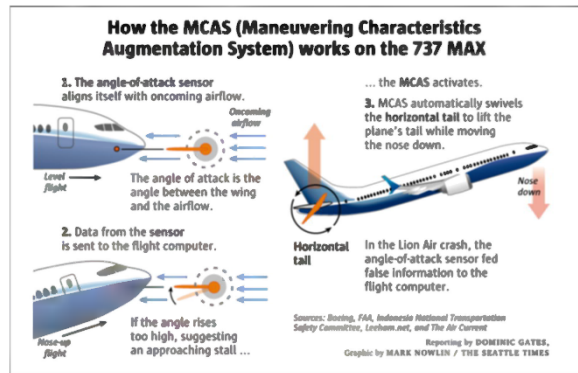 How the MCAS (Maneuvering Characteristics
Augmentation System) works on the 737 MAX
1. The angle-of-attack sensor
aligns itself with oncoming airflow.
Oncoming
airflow
Level
flight
The angle of attack is the
angle between the wing
and the airflow.
2. Data from the sensor
is sent to the flight computer.
Nose-up
flight
If the angle rises
too high, suggesting
an approaching stall ...
... the MCAS activates.
3. MCAS automatically swivels
the horizontal tail to lift the
plane's tail while moving
the nose down.
Nose
down
Horizontal
tail
In the Lion Air crash, the
angle-of-attack sensor fed
false information to the
flight computer.
Sources: Boeing, FAA, Indonesia National Transportation
Safety Committee, Leeham.net, and The Air Current
Reporting by DOMINIC GATES,
Graphic by MARK NOWLIN / THE SEATTLE TIMES